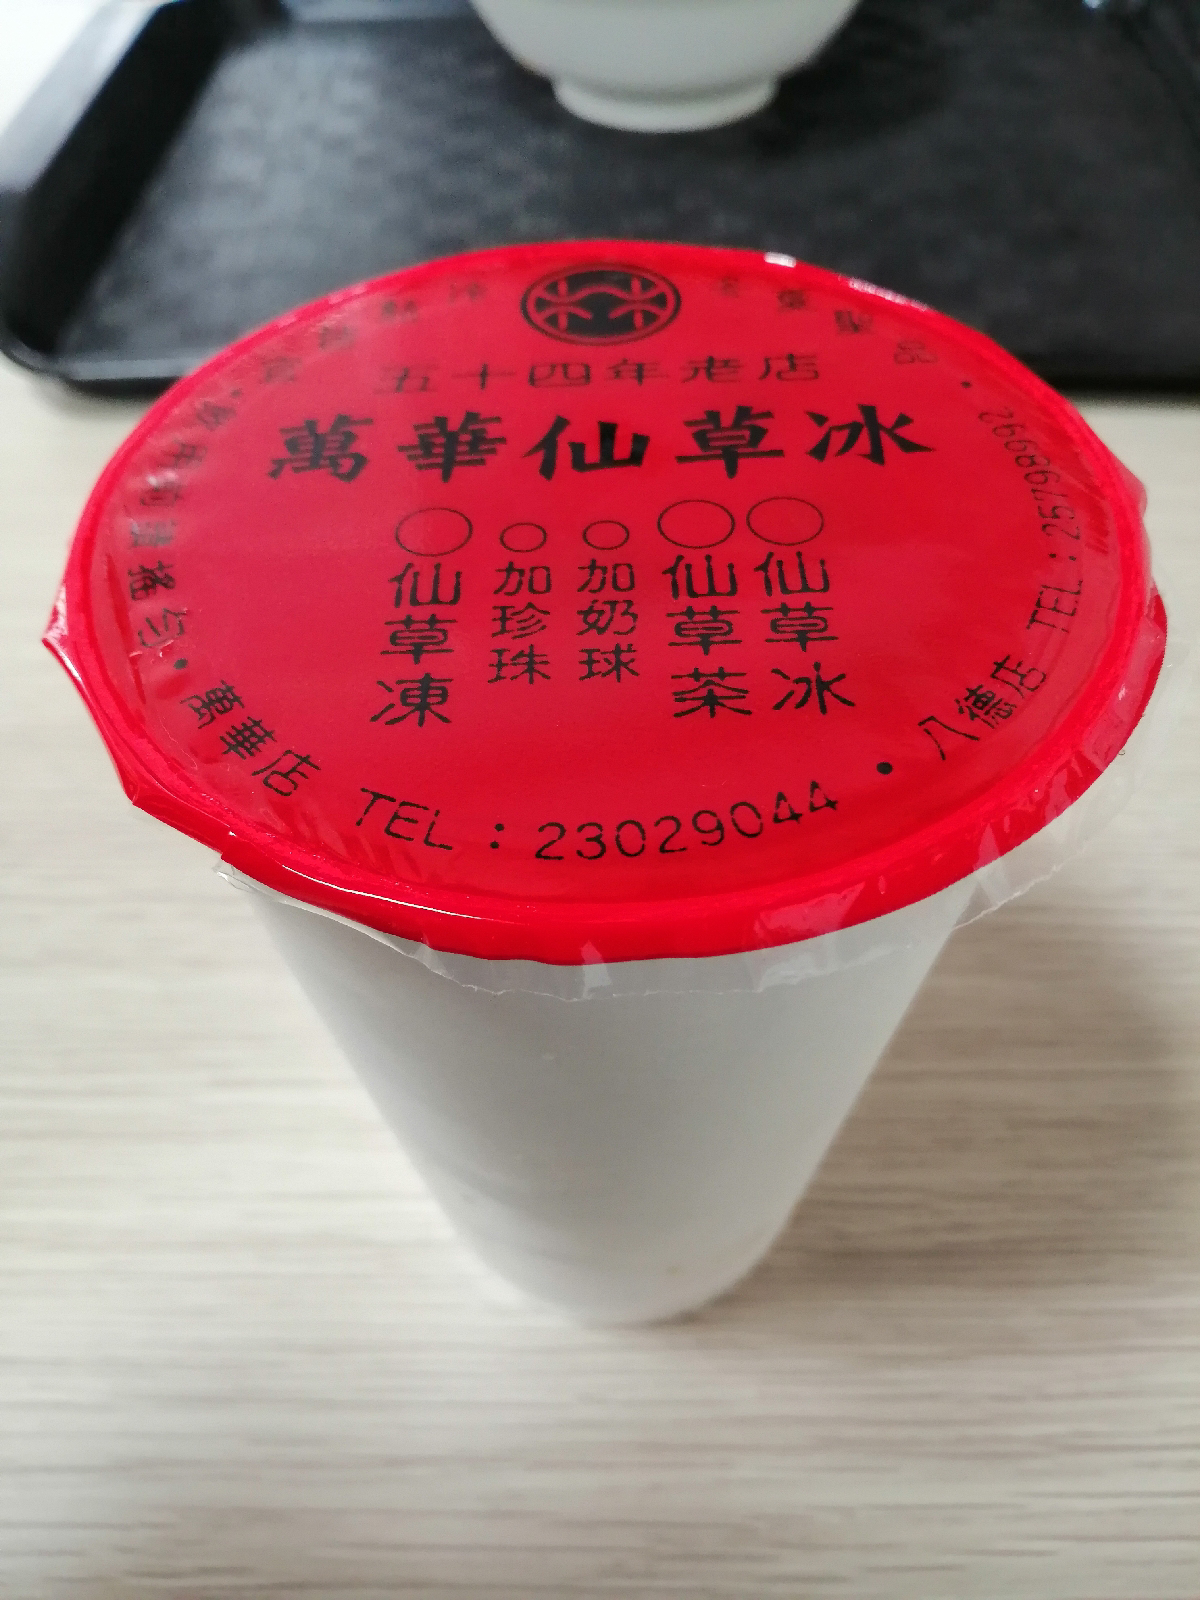 五十四年老店
萬華仙草冰
仙草凍
加珍珠
加奶球
仙草茶
仙草冰
萬華店 TEL:23029044 • 八德店 TEL:25798992